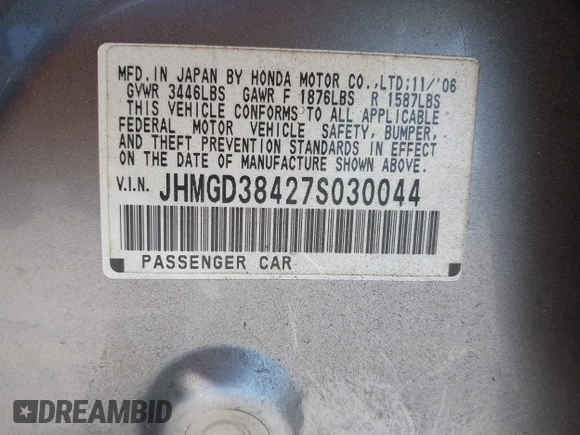 MFD. IN JAPAN BY HONDA MOTOR CO.,LTD;11/'06
GVWR 3446LBS GAWR F 1876LBS R 1587LBS
THIS VEHICLE CONFORMS TO ALL APPLICABLE
FEDERAL MOTOR VEHICLE SAFETY, BUMPER,
AND THEFT PREVENTION STANDARDS IN EFFECT
ON THE DATE OF MANUFACTURE SHOWN ABOVE.
V.I.N. JHMGD38427S030044
PASSENGER CAR
DREAMBID